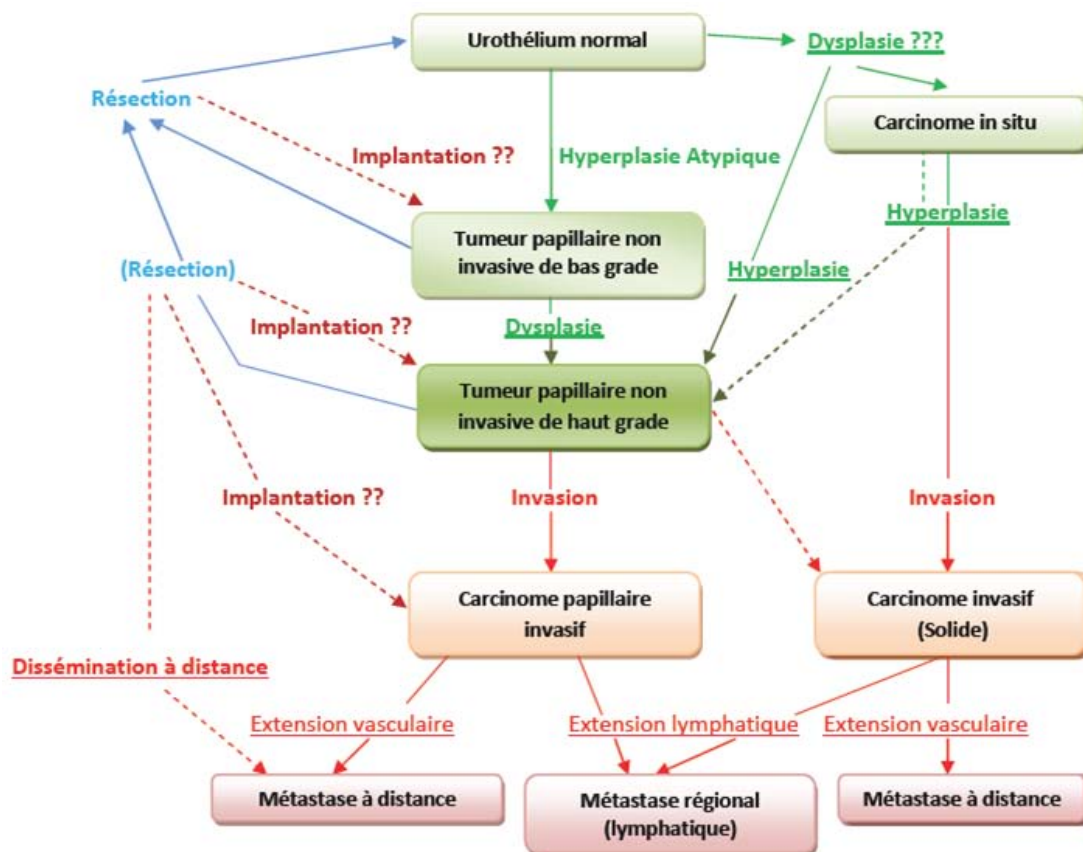 Urothélium normal
Dysplasie ???
Résection
Carcinome in situ
Implantation ??
Hyperplasie Atypique
Hyperplasie
Tumeur papillaire non
invasive de bas grade
(Résection)
Hyperplasie
Implantation ??
Dysplasie
Tumeur papillaire non
invasive de haut grade
Implantation ??
Invasion
Invasion
Carcinome papillaire
invasif
Carcinome invasif
(Solide)
Dissémination à distance
Extension vasculaire
Extension lymphatique
Extension vasculaire
Métastase à distance
Métastase régional
(lymphatique)
Métastase à distance